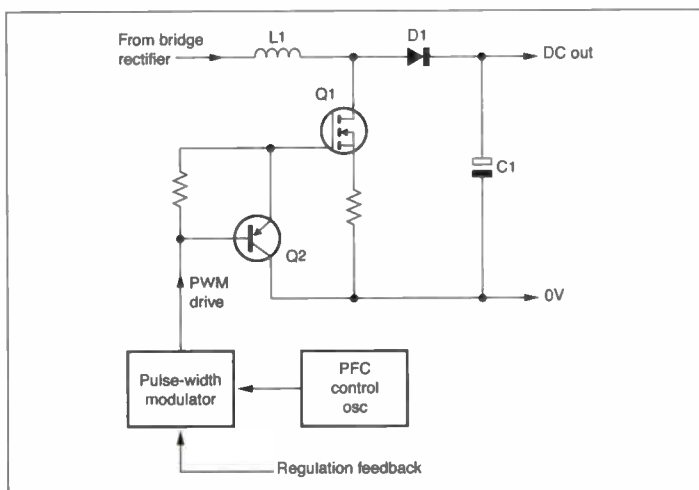 From bridge
rectifier
L1
D1
DC out
Q1
C1
Q2
PWM
drive
0V
Pulse-width
modulator
PFC
control
osc
Regulation feedback